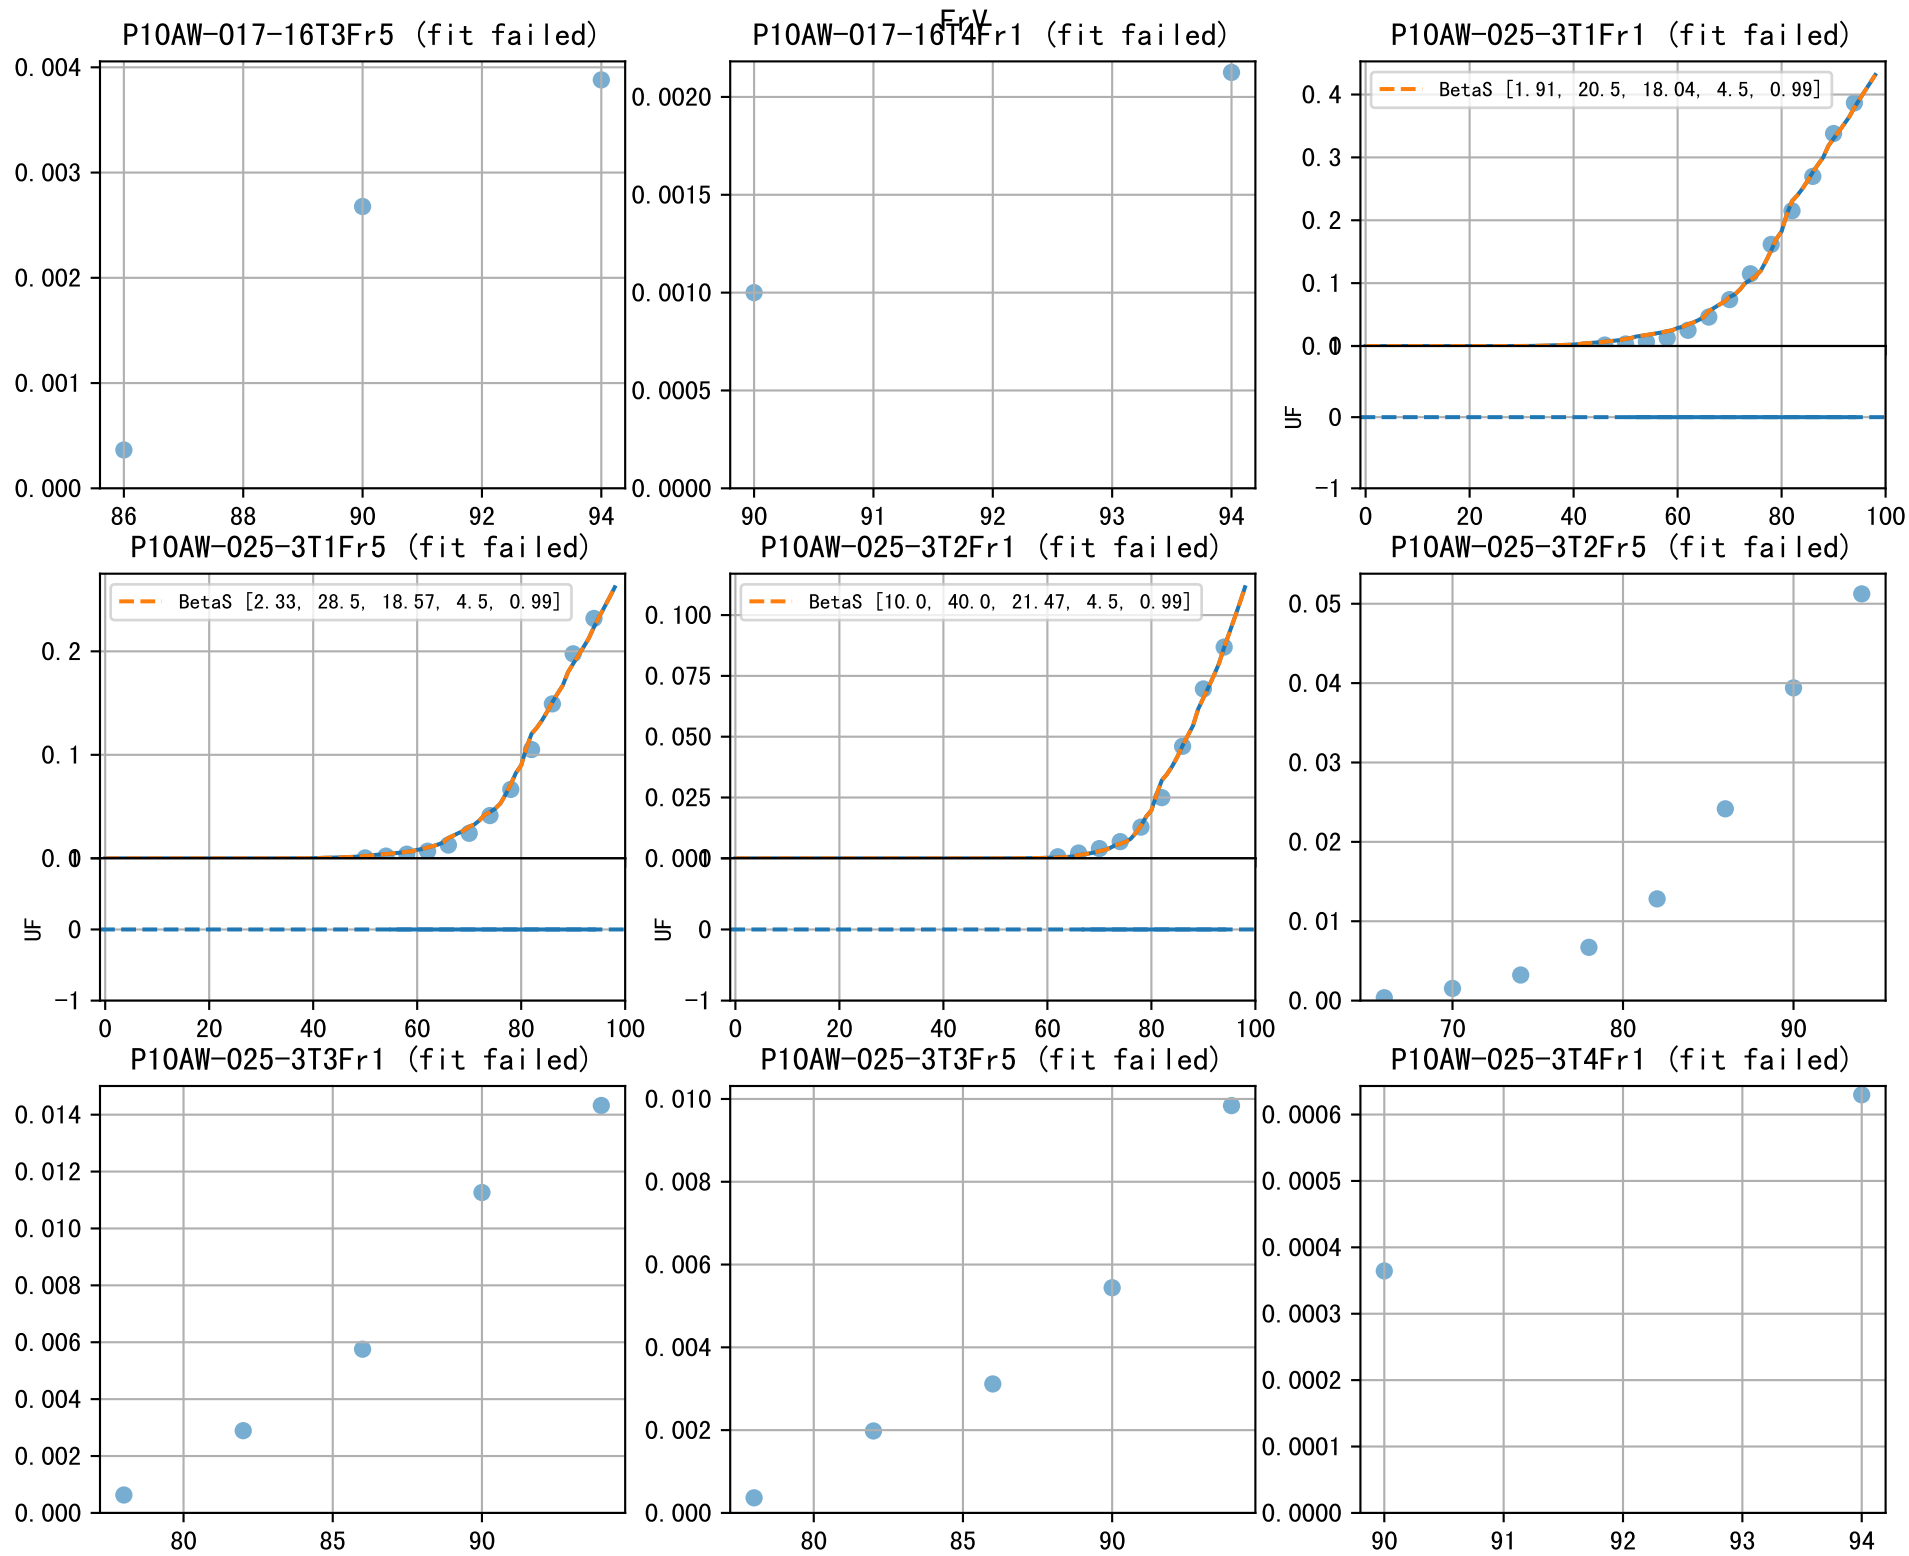 FrV
P10AW-017-16T3Fr5 (fit failed)
0.004
0.003
0.002
0.001
0.000
86 88 90 92 94
P10AW-017-16T4Fr1 (fit failed)
0.0020
0.0015
0.0010
0.0005
0.0000
90 91 92 93 94
P10AW-025-3T1Fr1 (fit failed)
BetaS [1.91, 20.5, 18.04, 4.5, 0.99]
0.4
0.3
0.2
0.1
0.0
1
0
-1
UF
0 20 40 60 80 100
P10AW-025-3T1Fr5 (fit failed)
BetaS [2.33, 28.5, 18.57, 4.5, 0.99]
0.2
0.1
0.0
1
0
-1
UF
0 20 40 60 80 100
P10AW-025-3T2Fr1 (fit failed)
BetaS [10.0, 40.0, 21.47, 4.5, 0.99]
0.100
0.075
0.050
0.025
0.000
1
0
-1
UF
0 20 40 60 80 100
P10AW-025-3T2Fr5 (fit failed)
0.05
0.04
0.03
0.02
0.01
0.00
70 80 90
P10AW-025-3T3Fr1 (fit failed)
0.014
0.012
0.010
0.008
0.006
0.004
0.002
0.000
80 85 90
P10AW-025-3T3Fr5 (fit failed)
0.010
0.008
0.006
0.004
0.002
0.000
80 85 90
P10AW-025-3T4Fr1 (fit failed)
0.0006
0.0005
0.0004
0.0003
0.0002
0.0001
0.0000
90 91 92 93 94